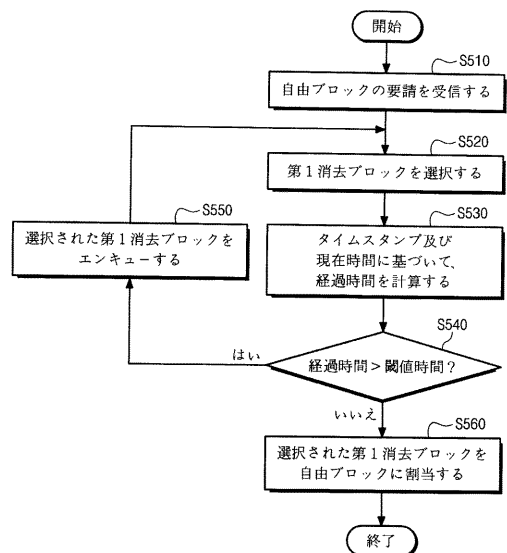 開始
S510
自由ブロックの要請を受信する
S520
第1消去ブロックを選択する
S550
選択された第1消去ブロックを
エンキューする
S530
タイムスタンプ及び
現在時間に基づいて、
経過時間を計算する
S540
はい
経過時間>閾値時間?
いいえ
S560
選択された第1消去ブロックを
自由ブロックに割当する
終了